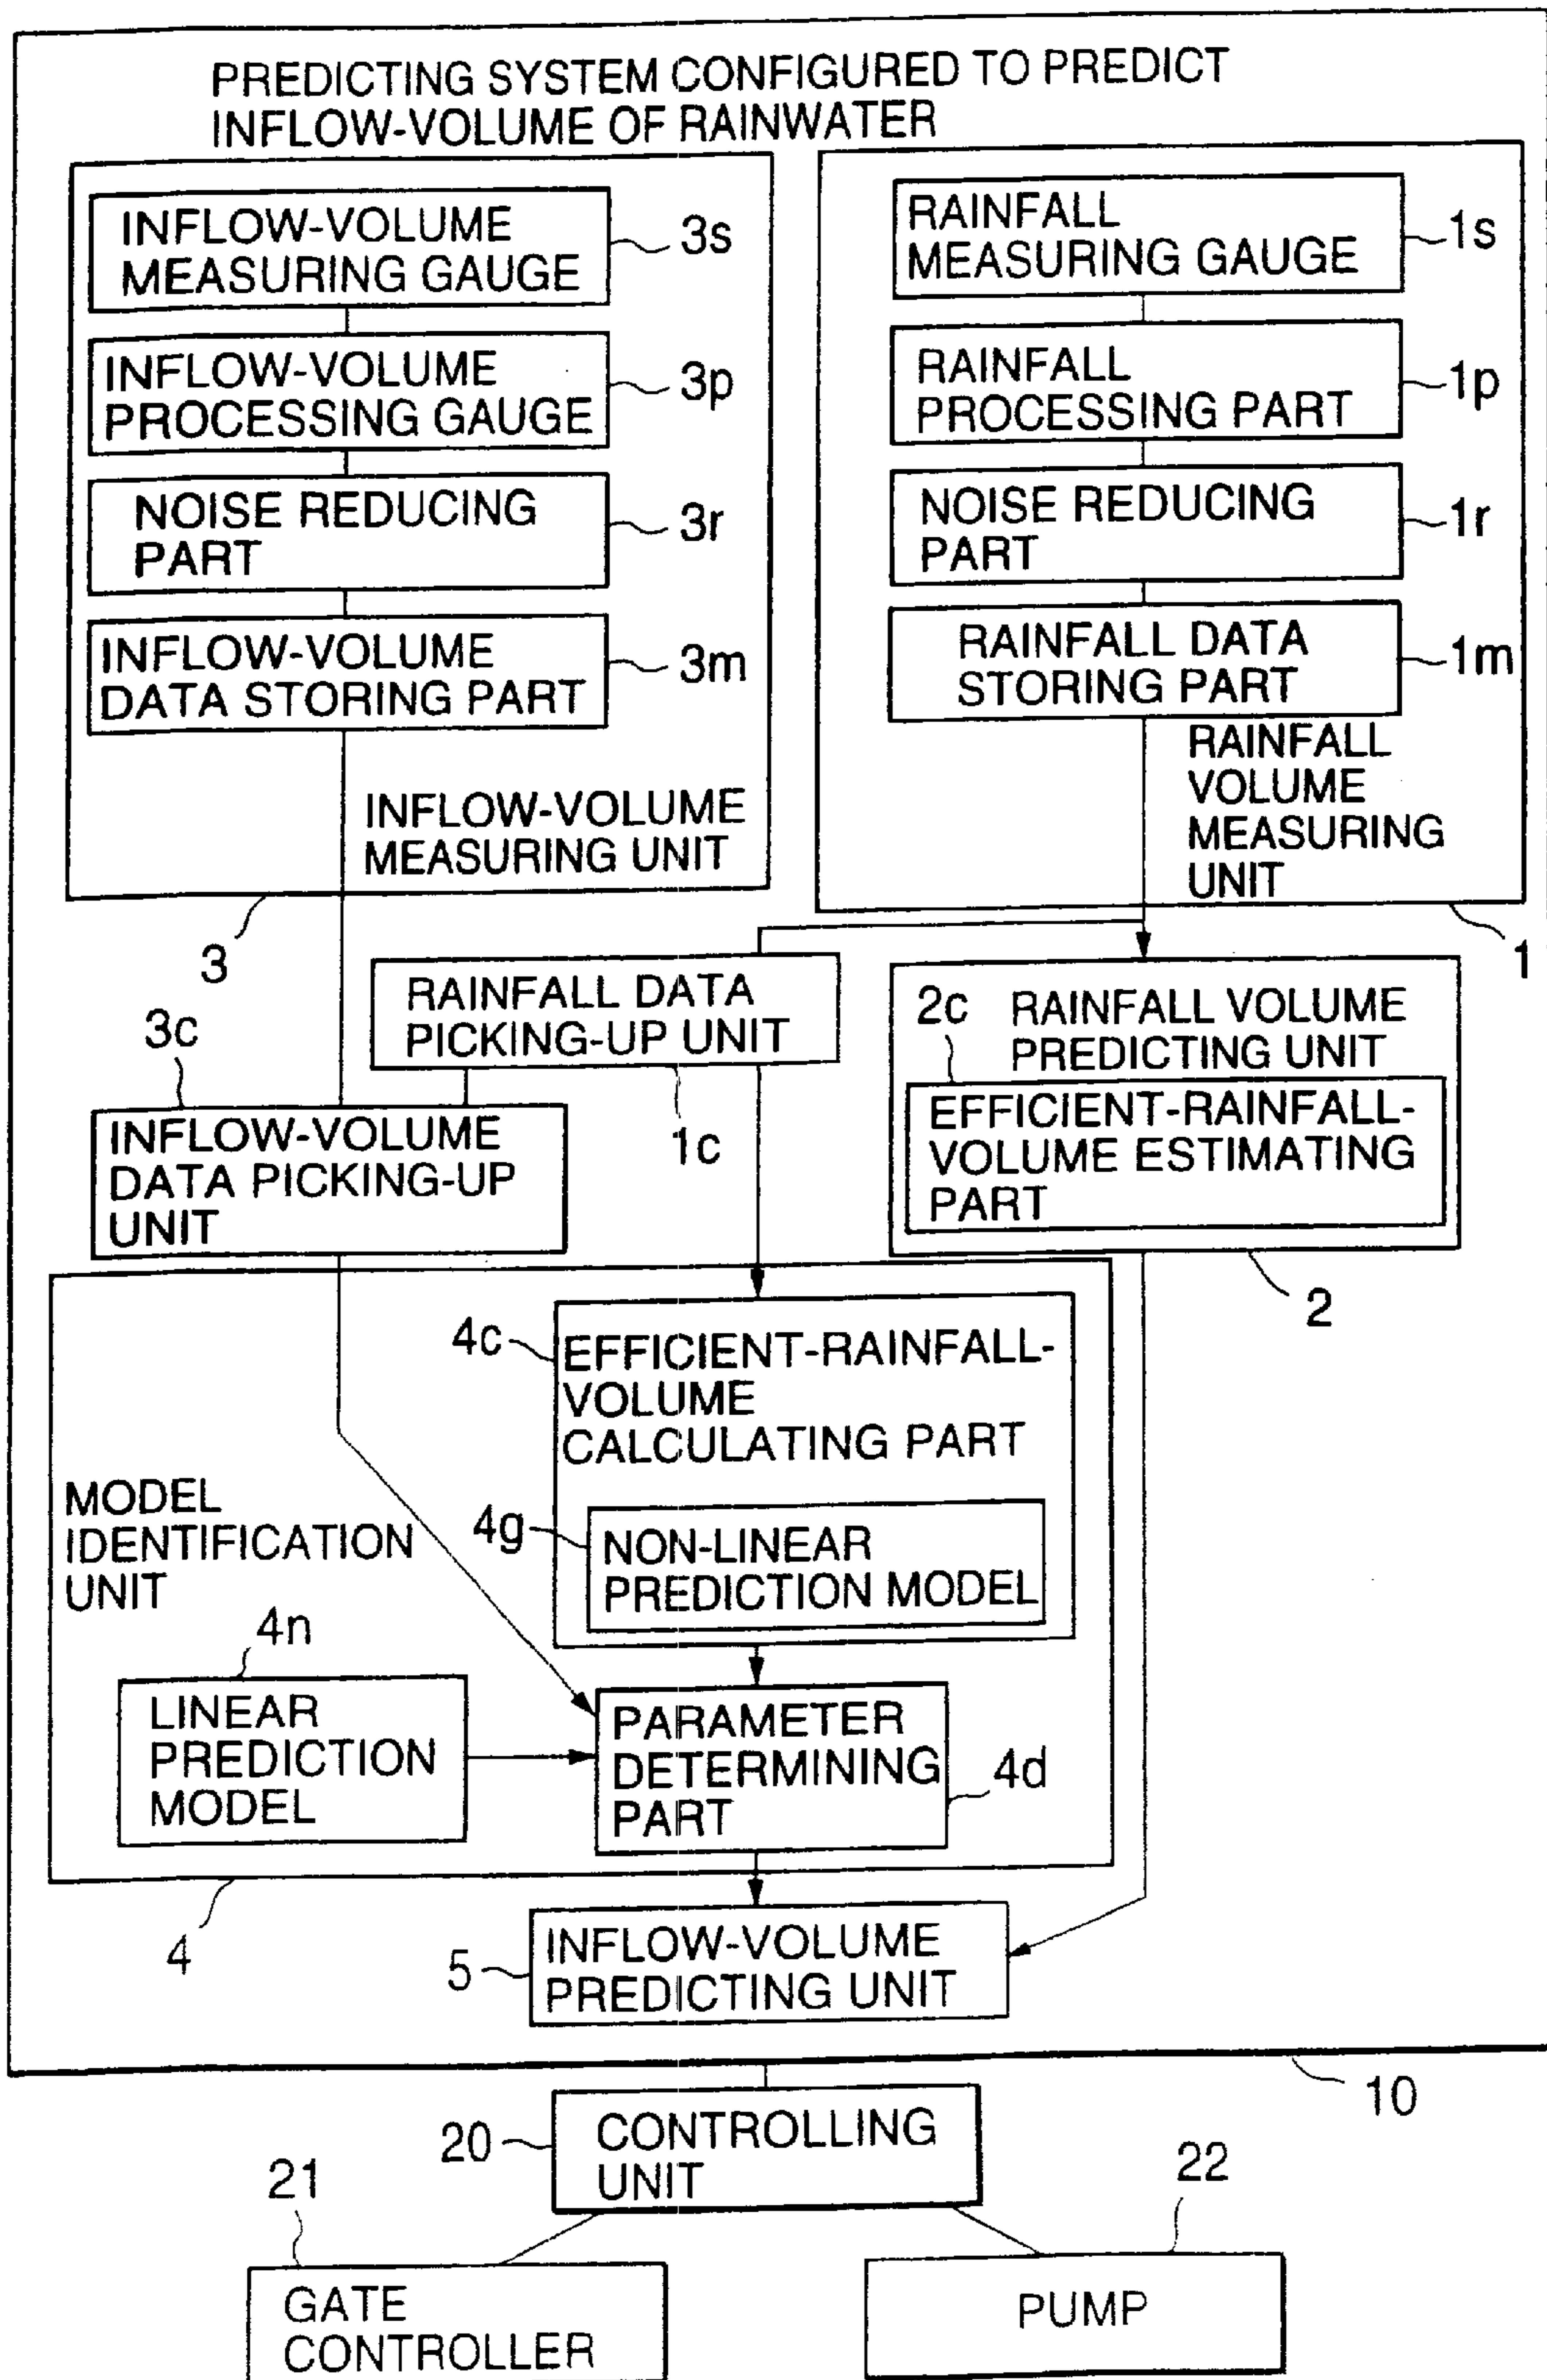 PREDICTING SYSTEM CONFIGURED TO PREDICT
INFLOW-VOLUME OF RAINWATER
INFLOW-VOLUME
MEASURING GAUGE
3s
INFLOW-VOLUME
PROCESSING GAUGE
3p
NOISE REDUCING
PART
3r
INFLOW-VOLUME
DATA STORING PART
3m
INFLOW-VOLUME
MEASURING UNIT
3
RAINFALL
MEASURING GAUGE
1s
RAINFALL
PROCESSING PART
1p
NOISE REDUCING
PART
1r
RAINFALL DATA
STORING PART
1m
RAINFALL
VOLUME
MEASURING
UNIT
1
RAINFALL DATA
PICKING-UP UNIT
1c
3c
INFLOW-VOLUME
DATA PICKING-UP
UNIT
2c
RAINFALL VOLUME
PREDICTING UNIT
EFFICIENT-RAINFALL-
VOLUME ESTIMATING
PART
2
4c
EFFICIENT-RAINFALL-
VOLUME
CALCULATING PART
4g
NON-LINEAR
PREDICTION MODEL
MODEL
IDENTIFICATION
UNIT
4n
LINEAR
PREDICTION
MODEL
PARAMETER
DETERMINING
PART
4d
4
5
INFLOW-VOLUME
PREDICTING UNIT
10
20
CONTROLLING
UNIT
21
GATE
CONTROLLER
22
PUMP